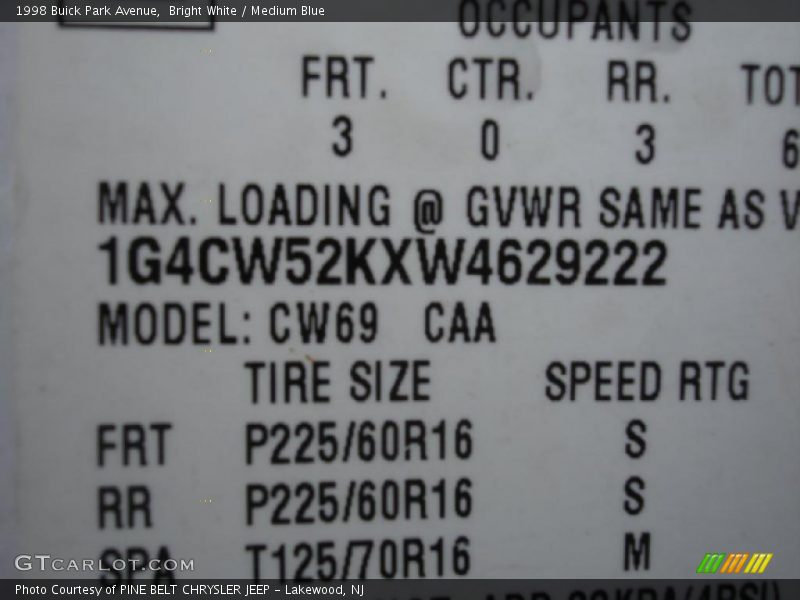 1998 Buick Park Avenue,  Bright White / Medium Blue
OCCUPANTS
FRT. CTR. RR.
3 0 3 6
MAX. LOADING @ GVWR SAME AS
1G4CW52KXW4629222
MODEL: CW69 CAA
TIRE SIZE SPEED RTG
FRT P225/60R16 S
RR P225/60R16 S
SPA T125/70R16 M
GTCarLot.com
Photo Courtesy of PINE BELT CHRYSLER JEEP – Lakewood, NJ